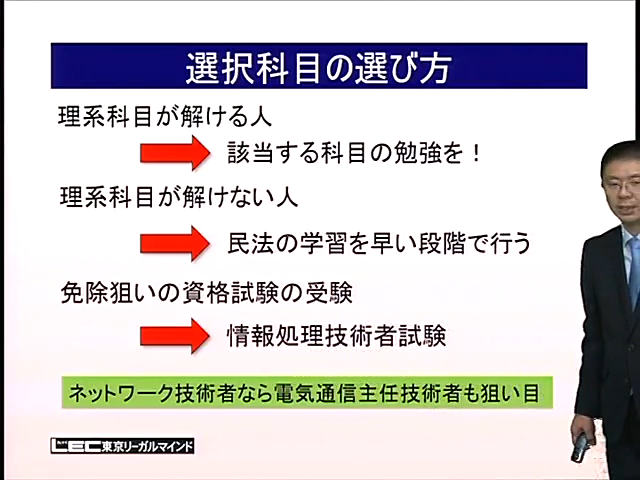 選択科目の選び方
理系科目が解ける人
該当する科目の勉強を！
理系科目が解けない人
民法の学習を早い段階で行う
免除狙いの資格試験の受験
情報処理技術者試験
ネットワーク技術者なら電気通信主任技術者も狙い目
LEC東京リーガルマインド